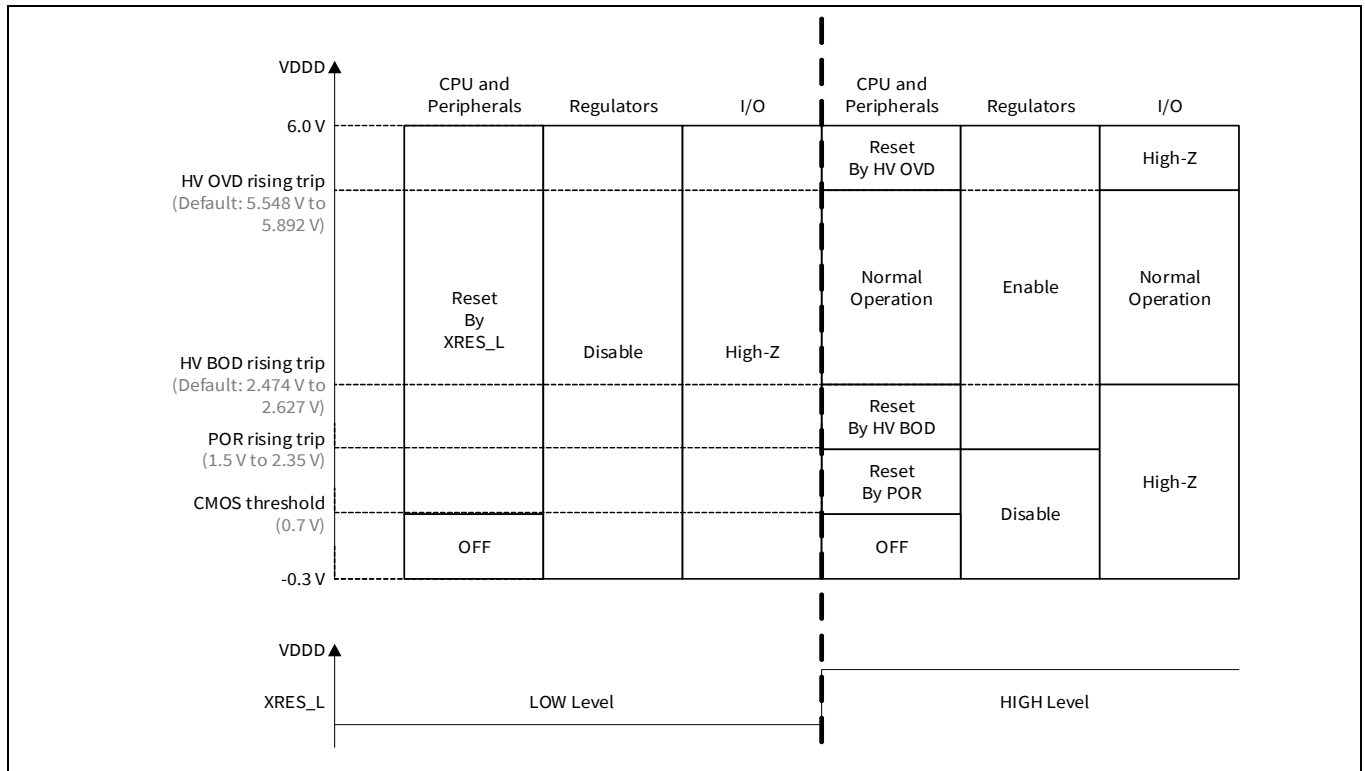 VDDD
CPU and
Peripherals
Regulators
I/O
CPU and
Peripherals
Regulators
I/O
6.0 V
Reset
By HV OVD
High-Z
HV OVD rising trip
(Default: 5.548 V to
5.892 V)
Reset
By
XRES_L
Disable
High-Z
Normal
Operation
Enable
Normal
Operation
HV BOD rising trip
(Default: 2.474 V to
2.627 V)
Reset
By HV BOD
POR rising trip
(1.5 V to 2.35 V)
Reset
By POR
High-Z
CMOS threshold
(0.7 V)
Disable
OFF
OFF
-0.3 V
VDDD
XRES_L
LOW Level
HIGH Level